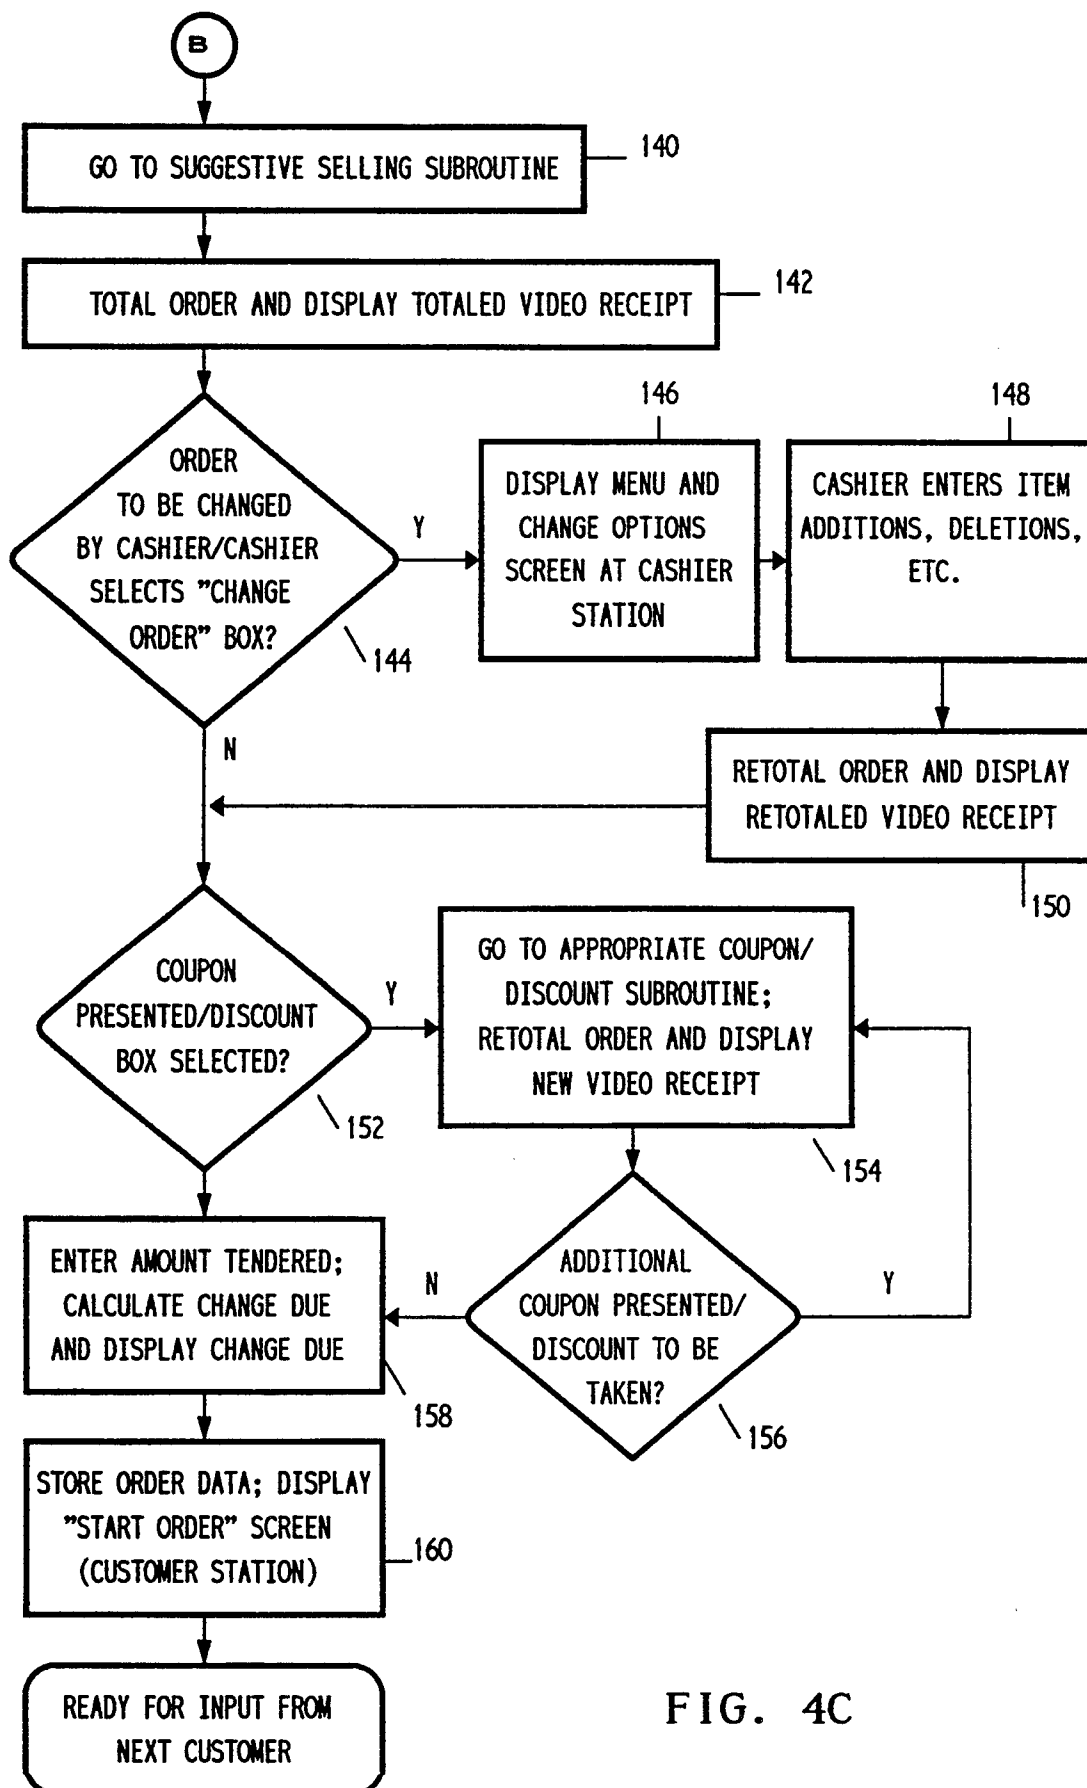 B
GO TO SUGGESTIVE SELLING SUBROUTINE
140
TOTAL ORDER AND DISPLAY TOTALED VIDEO RECEIPT
142
ORDER
TO BE CHANGED
BY CASHIER/CASHIER
SELECTS "CHANGE
ORDER" BOX?
144
Y
N
146
DISPLAY MENU AND
CHANGE OPTIONS
SCREEN AT CASHIER
STATION
148
CASHIER ENTERS ITEM
ADDITIONS, DELETIONS,
ETC.
RETOTAL ORDER AND DISPLAY
RETOTALED VIDEO RECEIPT
150
COUPON
PRESENTED/DISCOUNT
BOX SELECTED?
152
Y
GO TO APPROPRIATE COUPON/
DISCOUNT SUBROUTINE;
RETOTAL ORDER AND DISPLAY
NEW VIDEO RECEIPT
154
ADDITIONAL
COUPON PRESENTED/
DISCOUNT TO BE
TAKEN?
156
N
Y
ENTER AMOUNT TENDERED;
CALCULATE CHANGE DUE
AND DISPLAY CHANGE DUE
158
STORE ORDER DATA; DISPLAY
"START ORDER" SCREEN
(CUSTOMER STATION)
160
READY FOR INPUT FROM
NEXT CUSTOMER
FIG. 4C